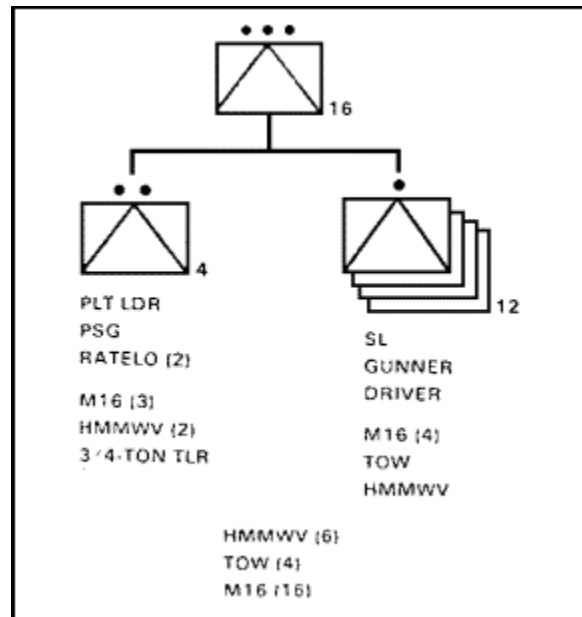 16
4
PLT LDR
PSG
RATELO (2)
M16 (3)
HMMWV (2)
3/4-TON TLR
12
SL
GUNNER
DRIVER
M16 (4)
TOW
HMMWV
HMMWV (6)
TOW (4)
M16 (16)